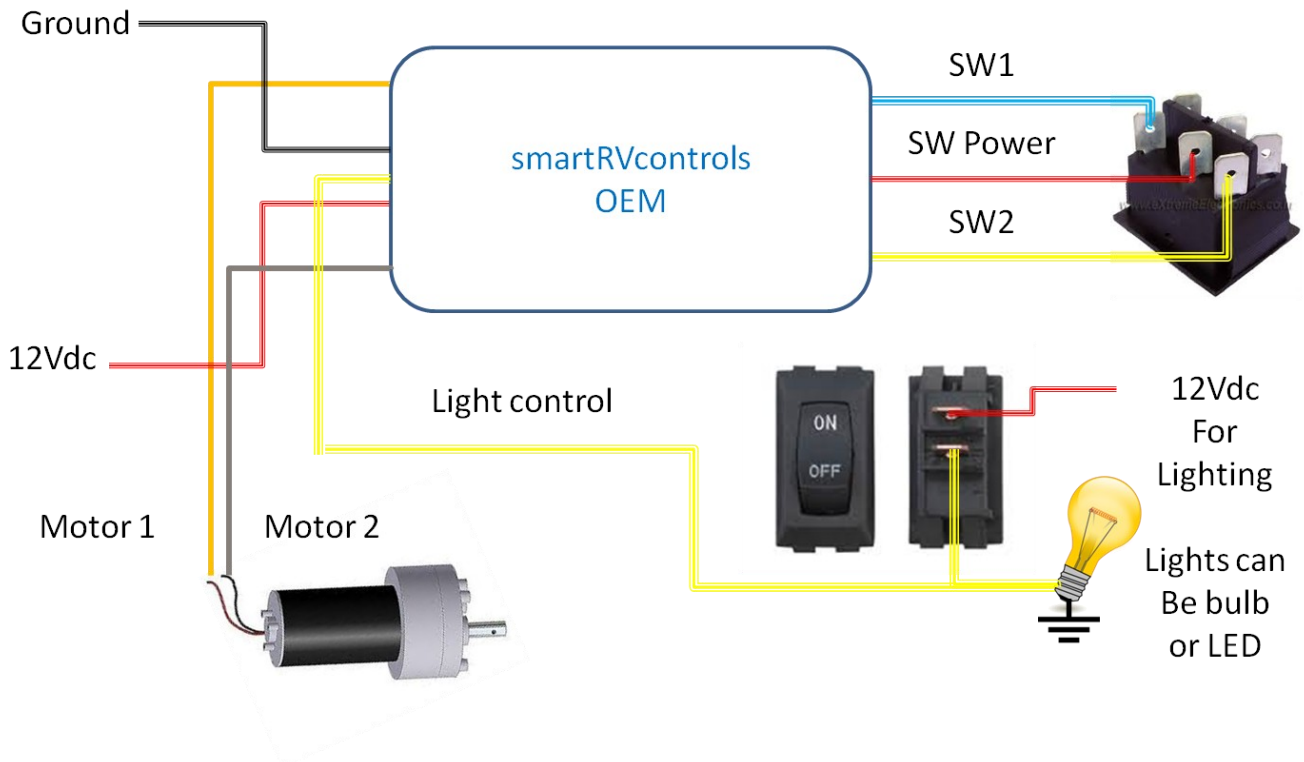 Ground
SW1
smartRVcontrols
OEM
SW Power
SW2
12Vdc
Light control
ON
OFF
12Vdc
For
Lighting
Motor 1
Motor 2
Lights can
Be bulb
or LED